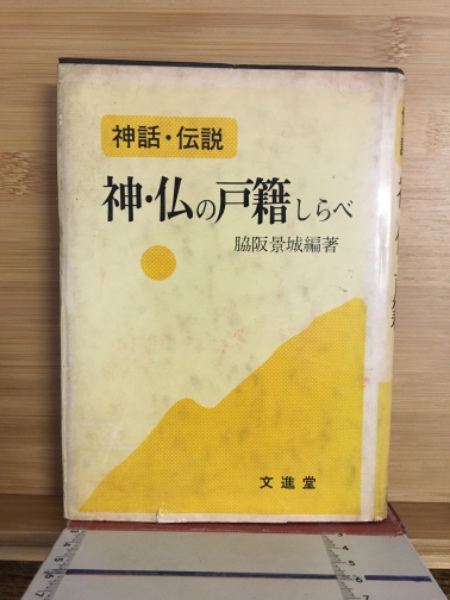 神話・伝説
神・仏の戸籍しらべ
脇阪景城編著
文進堂